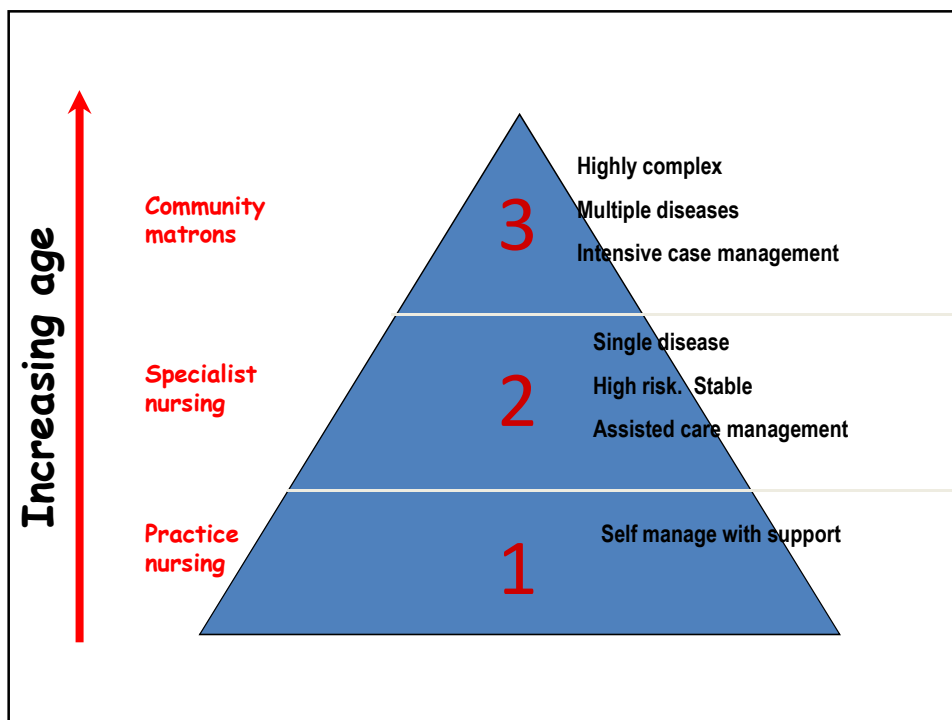 Increasing age
Community
matrons
3
Highly complex
Multiple diseases
Intensive case management
Specialist
nursing
2
Single disease
High risk.  Stable
Assisted care management
Practice
nursing
1
Self manage with support